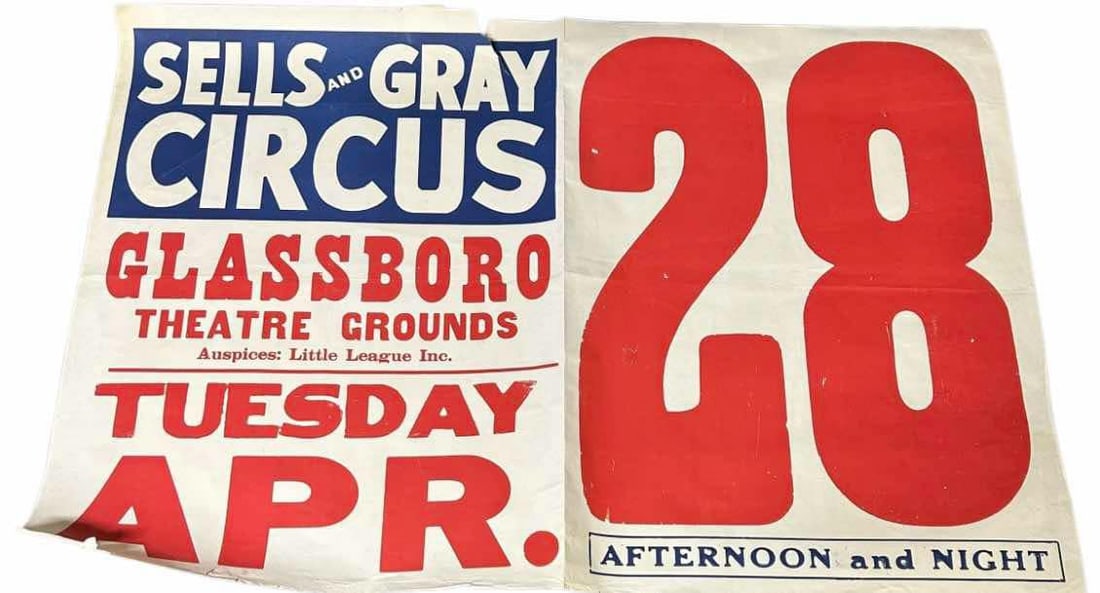 SELLS AND GRAY
CIRCUS
GLASSBORO
THEATRE GROUNDS
Auspices: Little League Inc.
TUESDAY
APR.
28
AFTERNOON and NIGHT